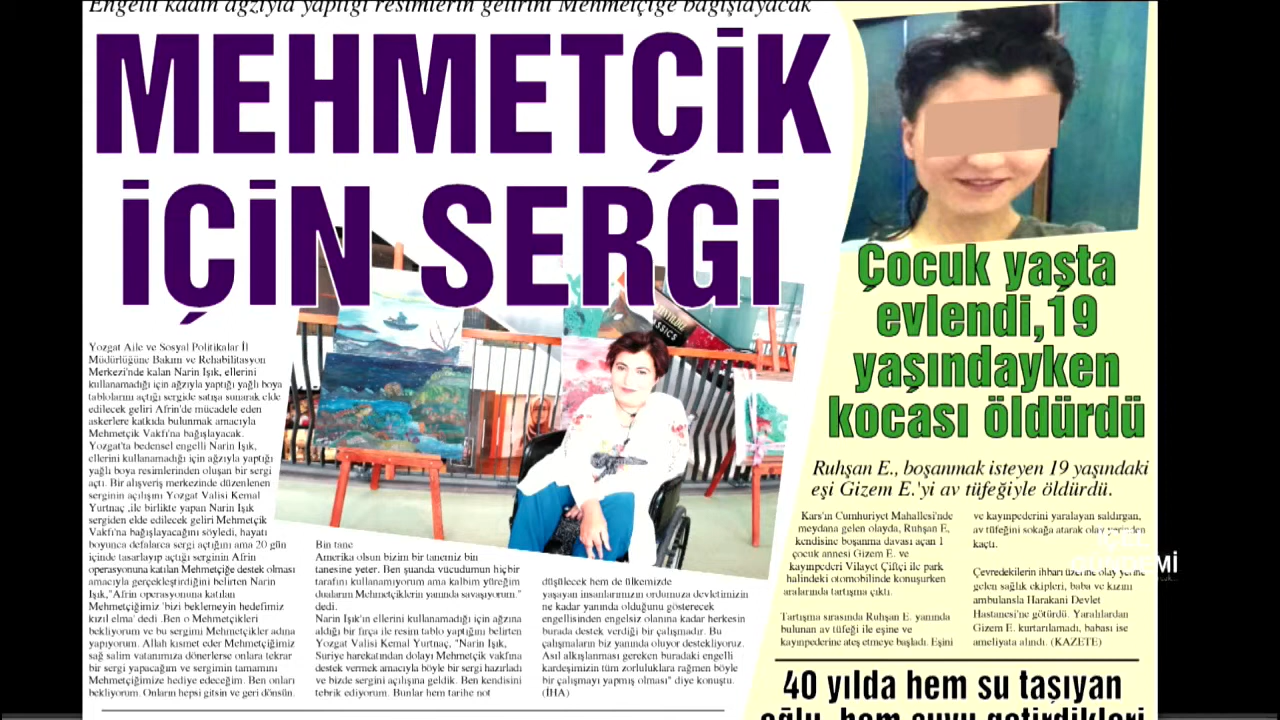 Engelli kadın ağzıyla yaptığı resimlerin gelirini Mehmetçiğe bağışlayacak
MEHMETÇİK
İÇİN SERGİ
Yozgat Aile ve Sosyal Politikalar İl
Müdürlüğüne Bakım ve Rehabilitasyon
Merkezi'nde kalan Narin Işık, ellerini
kullanamadığı için ağzıyla yaptığı yağlı boya
tablolarını açtığı sergide satışa sunarak elde
edilecek geliri Afrin'de mücadele eden
askerlere katkıda bulunmak amacıyla
Mehmetçik Vakfı'na bağışlayacak.
Yozgat'ta bedensel engelli Narin Işık,
ellerini kullanamadığı için ağzıyla yaptığı
yağlı boya resimlerinden oluşan bir sergi
açtı. Bir alışveriş merkezinde düzenlenen
serginin açılışını Yozgat Valisi Kemal
Yurtnaç ,ile birlikte yapan Narin Işık
sergiden elde edilecek geliri Mehmetçik
Vakfı'na bağışlayacağını söyledi, hayatı
boyunca defalarca sergi açtığını ama 20 gün
içinde tasarlayıp açtığı serginin Afrin
operasyonuna katılan Mehmetçiğe destek olması
amacıyla gerçekleştirdiğini belirten Narin
Işık,"Afrin operasyonuna katılan
Mehmetçiğimiz 'bizi beklemeyin hedefimiz
kızıl elma' dedi .Ben o Mehmetçikleri
bekliyorum ve bu sergimi Mehmetçikler adına
yapıyorum. Allah kısmet eder Mehmetçiğimiz
sağ salim vatanımıza dönerlerse onlara tekrar
bir sergi yapacağım ve sergimin tamamını
Mehmetçiğimize hediye edeceğim. Ben onları
bekliyorum. Onların hepsi gitsin ve geri dönsün.
Bin tane
Amerika olsun bizim bir tanemiz bin
tanesine yeter. Ben şuanda vücudumun hiçbir
tarafını kullanamıyorum ama kalbim yüreğim
dualarım Mehmetçiklerin yanında savaşıyorum."
dedi.
Narin Işık'ın ellerini kullanamadığı için ağzına
aldığı bir fırça ile resim tablo yaptığını belirten
Yozgat Valisi Kemal Yurtnaç, "Narin Işık,
Suriye harekatından dolayı Mehmetçik vakfına
destek vermek amacıyla böyle bir sergi hazırladı
ve bizde sergini açılışına geldik. Ben kendisini
tebrik ediyorum. Bunlar hem tarihe not
düşülecek hem de ülkemizde
yaşayan insanlarımızın ordumuza devletimizin
ne kadar yanında olduğunu gösterecek
engellisinden engelsiz olanına kadar herkesin
burada destek verdiği bir çalışmadır. Bu
çalışmaların biz yanında oluyor destekliyoruz.
Asıl alkışlanması gereken buradaki engelli
kardeşimizin tüm zorluluklara rağmen böyle
bir çalışmayı yapmış olması" diye konuştu.
(İHA)
Çocuk yaşta
evlendi,19
yaşındayken
kocası öldürdü
Ruhşan E., boşanmak isteyen 19 yaşındaki
eşi Gizem E.'yi av tüfeğiyle öldürdü.
Kars'ın Cumhuriyet Mahallesi'nde
meydana gelen olayda, Ruhşan E,
kendisine boşanma davası açan 1
çocuk annesi Gizem E. ve
kayınpederi Vilayet Çiftçi ile park
halindeki otomobilinde konuşurken
aralarında tartışma çıktı.
Tartışma sırasında Ruhşan E. yanında
bulunan av tüfeği ile eşine ve
kayınpederine ateş etmeye başladı. Eşini
ve kayınpederini yaralayan saldırgan,
av tüfeğini sokağa atarak olay yerinden
kaçtı.
Çevredekilerin ihbarı üzerine olay yerine
gelen sağlık ekipleri, baba ve kızını
ambulansla Harakani Devlet
Hastanesi'ne götürdü. Yaralılardan
Gizem E. kurtarılamadı, babası ise
ameliyata alındı. (KAZETE)
İÇEL
GÜNDEMİ
40 yılda hem su taşıyan
oğlu, hem suyu getirdikleri